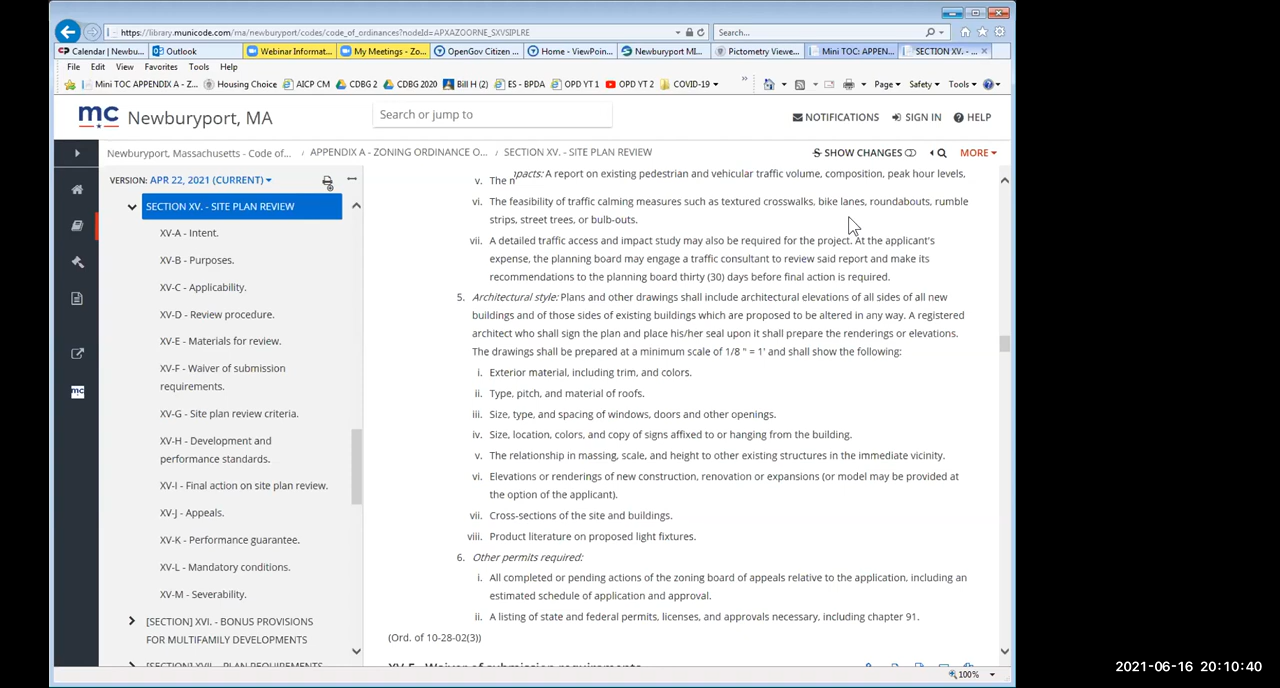 https://library.municode.com/ma/newburyport/codes/code_of_ordinances?nodeId=APXAZOORNE_SXVSIPLRE
Search...
Calendar | Newbu...
Outlook
Webinar Informat...
My Meetings - Zo...
OpenGov Citizen ...
Home - ViewPoin...
Newburyport MI...
Pictometry Viewe...
Mini TOC: APPEN...
SECTION XV. - ...
File Edit View Favorites Tools Help
Mini TOC APPENDIX A - Z...
Housing Choice
AICP CM
CDBG 2
CDBG 2020
Bill H (2)
ES - BPDA
OPD YT 1
OPD YT 2
COVID-19
Page
Safety
Tools
mc Newburyport, MA
Search or jump to
NOTIFICATIONS
SIGN IN
HELP
Newburyport, Massachusetts - Code of...
/ APPENDIX A - ZONING ORDINANCE O...
/ SECTION XV. - SITE PLAN REVIEW
SHOW CHANGES
MORE
VERSION: APR 22, 2021 (CURRENT)
SECTION XV. - SITE PLAN REVIEW
XV-A - Intent.
XV-B - Purposes.
XV-C - Applicability.
XV-D - Review procedure.
XV-E - Materials for review.
XV-F - Waiver of submission
requirements.
XV-G - Site plan review criteria.
XV-H - Development and
performance standards.
XV-I - Final action on site plan review.
XV-J - Appeals.
XV-K - Performance guarantee.
XV-L - Mandatory conditions.
XV-M - Severability.
[SECTION] XVI. - BONUS PROVISIONS
FOR MULTIFAMILY DEVELOPMENTS
[SECTION] XVII. - PLAN REQUIREMENTS
mc
pacts: A report on existing pedestrian and vehicular traffic volume, composition, peak hour levels,
v. The n
vi. The feasibility of traffic calming measures such as textured crosswalks, bike lanes, roundabouts, rumble
strips, street trees, or bulb-outs.
vii. A detailed traffic access and impact study may also be required for the project. At the applicant's
expense, the planning board may engage a traffic consultant to review said report and make its
recommendations to the planning board thirty (30) days before final action is required.
5. Architectural style: Plans and other drawings shall include architectural elevations of all sides of all new
buildings and of those sides of existing buildings which are proposed to be altered in any way. A registered
architect who shall sign the plan and place his/her seal upon it shall prepare the renderings or elevations.
The drawings shall be prepared at a minimum scale of 1/8 " = 1' and shall show the following:
i. Exterior material, including trim, and colors.
ii. Type, pitch, and material of roofs.
iii. Size, type, and spacing of windows, doors and other openings.
iv. Size, location, colors, and copy of signs affixed to or hanging from the building.
v. The relationship in massing, scale, and height to other existing structures in the immediate vicinity.
vi. Elevations or renderings of new construction, renovation or expansions (or model may be provided at
the option of the applicant).
vii. Cross-sections of the site and buildings.
viii. Product literature on proposed light fixtures.
6. Other permits required:
i. All completed or pending actions of the zoning board of appeals relative to the application, including an
estimated schedule of application and approval.
ii. A listing of state and federal permits, licenses, and approvals necessary, including chapter 91.
(Ord. of 10-28-02(3))
XV-F - Waiver of submission requirements
100%
2021-06-16 20:10:40